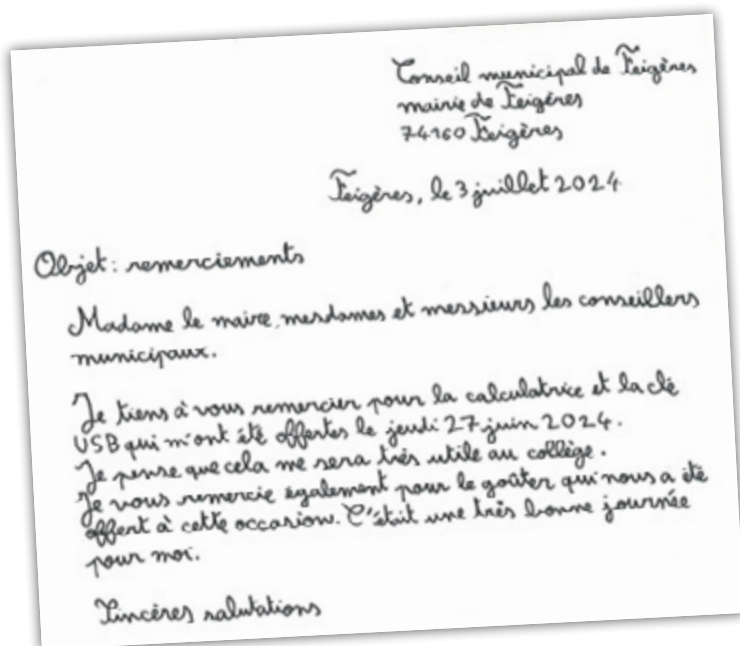 Conseil municipal de Feigères
mairie de Feigères
74160 Feigères
Feigères, le 3 juillet 2024
Objet : remerciements
Madame le maire, mesdames et messieurs les conseillers
municipaux.
Je tiens à vous remercier pour la calculatrice et la clé
USB qui m'ont été offertes le jeudi 27 juin 2024.
Je pense que cela me sera très utile au collège.
Je vous remercie également pour le goûter qui nous a été
offert à cette occasion. C'était une très bonne journée
pour moi.
Sincères salutations